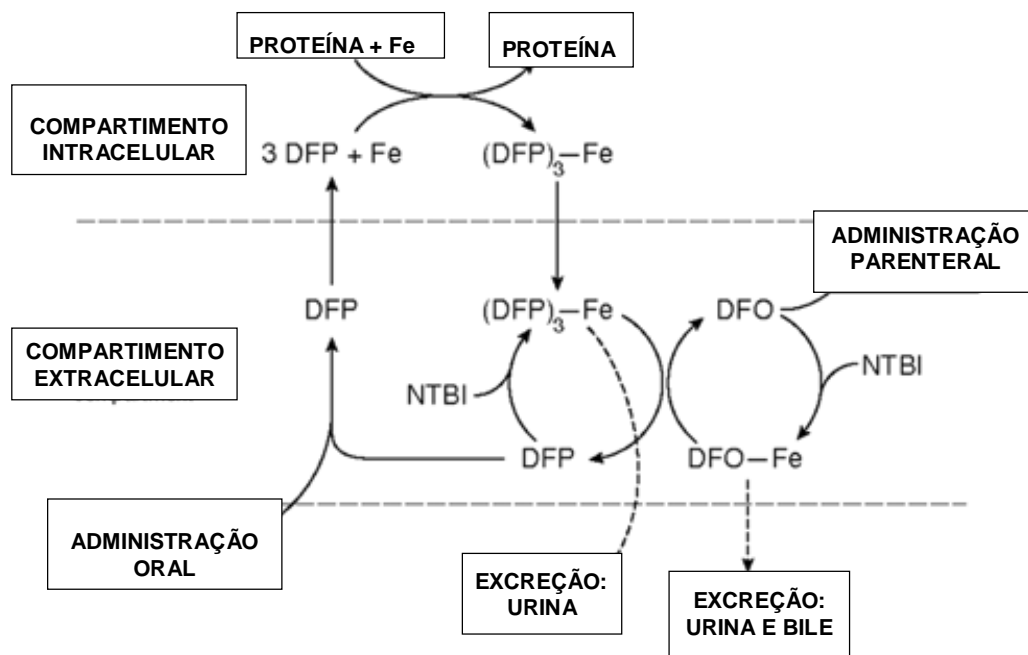 PROTEÍNA + Fe
PROTEÍNA
COMPARTIMENTO
INTRACELULAR
3 DFP + Fe
(DFP)3–Fe
ADMINISTRAÇÃO
PARENTERAL
DFP
(DFP)3–Fe
DFO
COMPARTIMENTO
EXTRACELULAR
NTBI
NTBI
DFP
DFO–Fe
ADMINISTRAÇÃO
ORAL
EXCREÇÃO:
URINA
EXCREÇÃO:
URINA E BILE